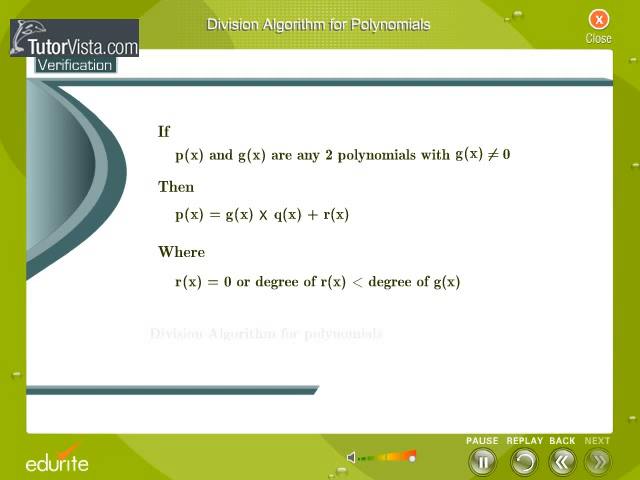 Division Algorithm for Polynomials
X
Close
TutorVista.com
Verification
If
p(x) and g(x) are any 2 polynomials with g(x) ≠ 0
Then
p(x) = g(x) × q(x) + r(x)
Where
r(x) = 0 or degree of r(x) < degree of g(x)
Division Algorithm for polynomials
PAUSE REPLAY BACK NEXT
edurite